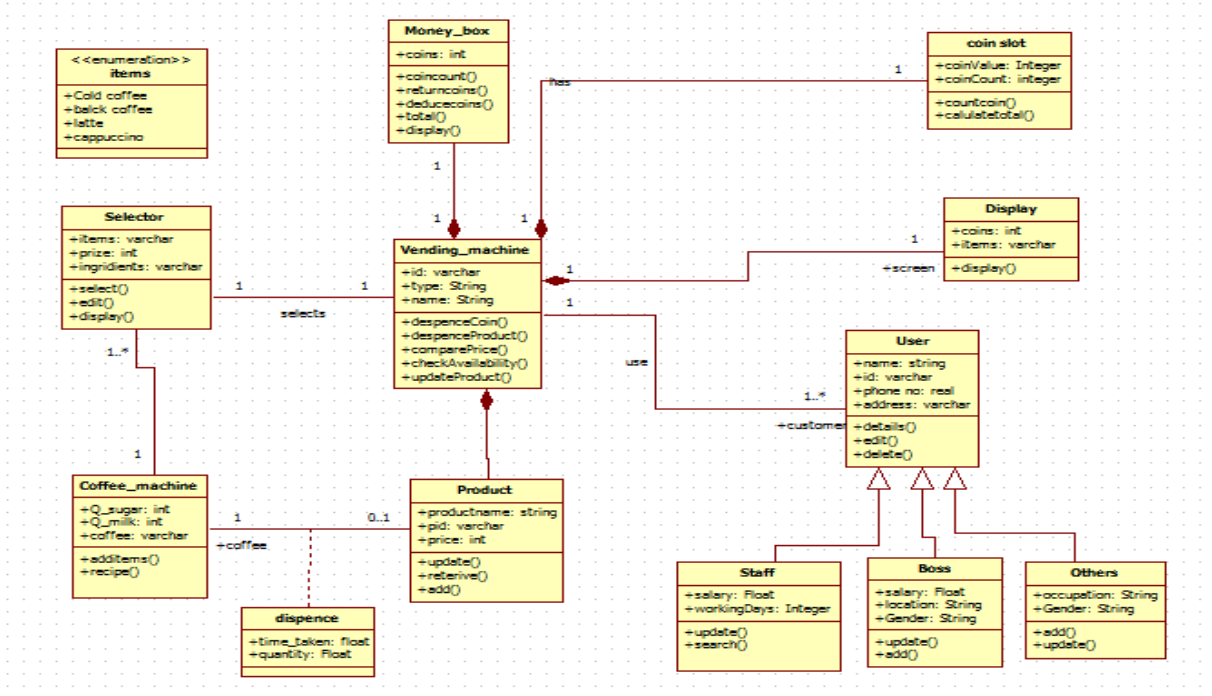 <<enumeration>>
items
+Cold coffee
+balck coffee
+latte
+cappuccino
Money_box
+coins: int
+coincount()
+returncoins()
+deducecoins()
+total()
+display()
coin slot
+coinValue: Integer
+coinCount: integer
+countcoin()
+calulatetotal()
has
1
1
1
1
Selector
+items: varchar
+prize: int
+ingridients: varchar
+select()
+edit()
+display()
1
1
selects
Vending_machine
+id: varchar
+type: String
+name: String
+despenceCoin()
+despenceProduct()
+comparePrice()
+checkAvailability()
+updateProduct()
1
1
+screen
Display
+coins: int
+items: varchar
+display()
1
use
1..*
+customer
User
+name: string
+id: varchar
+phone no: real
+address: varchar
+details()
+edit()
+delete()
1..*
1
Coffee_machine
+Q_sugar: int
+Q_milk: int
+coffee: varchar
+additems()
+recipe()
1
0..1
+coffee
Product
+productname: string
+pid: varchar
+price: int
+update()
+reterive()
+add()
dispence
+time_taken: float
+quantity: Float
Staff
+salary: Float
+workingDays: Integer
+update()
+search()
Boss
+salary: Float
+location: String
+Gender: String
+update()
+add()
Others
+occupation: String
+Gender: String
+add()
+update()